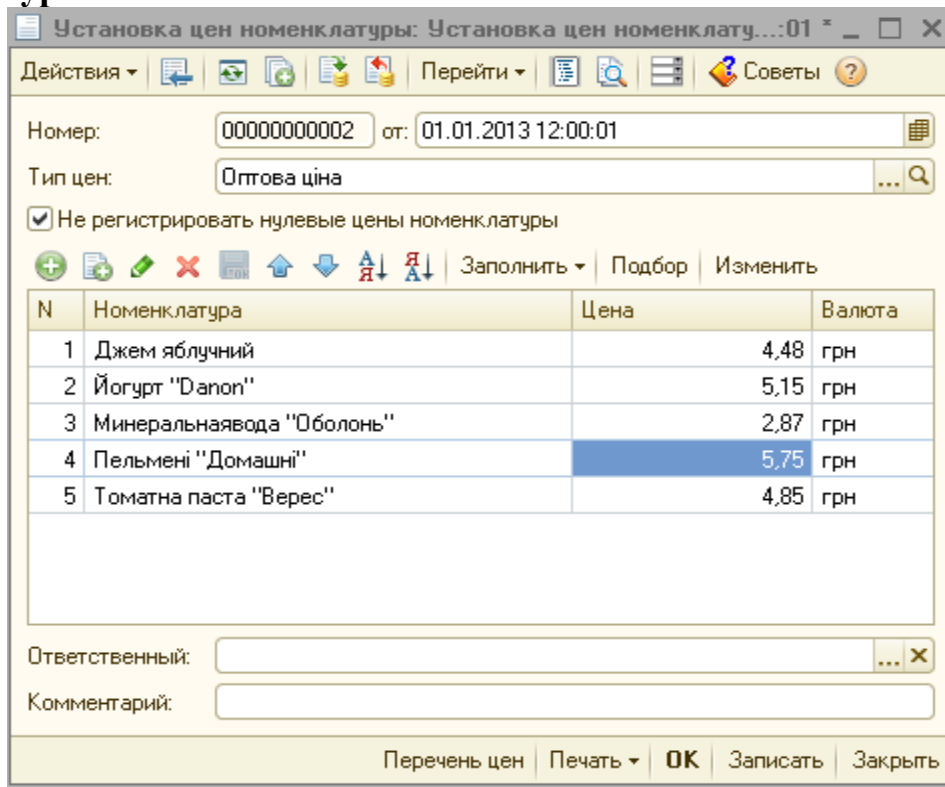 Установка цен номенклатуры: Установка цен номенклату...:01 *
Действия Перейти Советы
Номер: 00000000002 от: 01.01.2013 12:00:01
Тип цен: Оптова ціна ...
Не регистрировать нулевые цены номенклатуры
Заполнить Подбор Изменить
N Номенклатура Цена Валюта
1 Джем яблучний 4,48 грн
2 Йогурт "Danon" 5,15 грн
3 Минеральнаявода "Оболонь" 2,87 грн
4 Пельмені "Домашні" 5,75 грн
5 Томатна паста "Верес" 4,85 грн
Ответственный: ...
Комментарий:
Перечень цен Печать OK Записать Закрыть